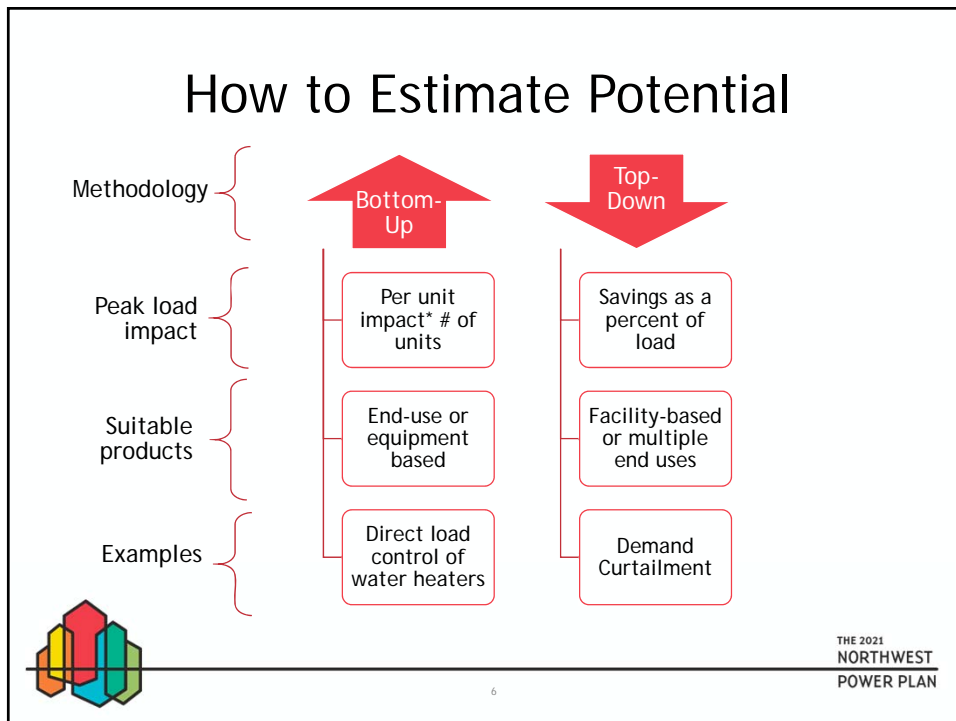 How to Estimate Potential
Methodology
Bottom-
Up
Top-
Down
Peak load
impact
Per unit
impact* # of
units
Savings as a
percent of
load
Suitable
products
End-use or
equipment
based
Facility-based
or multiple
end uses
Examples
Direct load
control of
water heaters
Demand
Curtailment
THE 2021
NORTHWEST
POWER PLAN
6